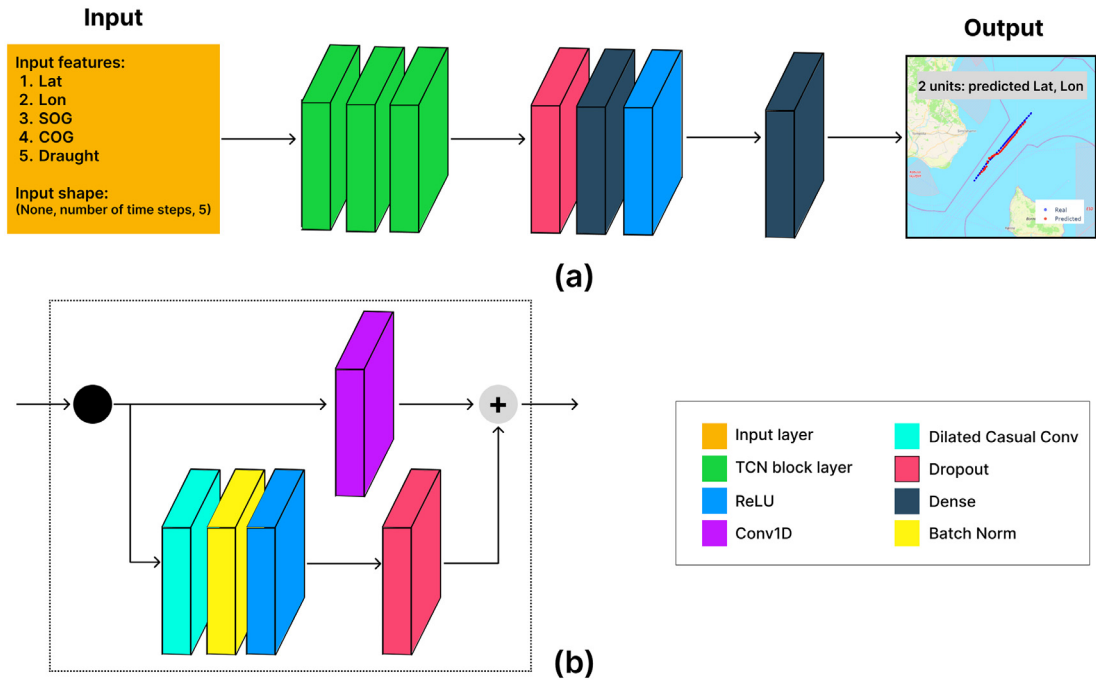 Input
Output
Input features:
1. Lat
2. Lon
3. SOG
4. COG
5. Draught
Input shape:
(None, number of time steps, 5)
2 units: predicted Lat, Lon
Real
Predicted
(a)
+
Input layer
TCN block layer
ReLU
Conv1D
Dilated Casual Conv
Dropout
Dense
Batch Norm
(b)